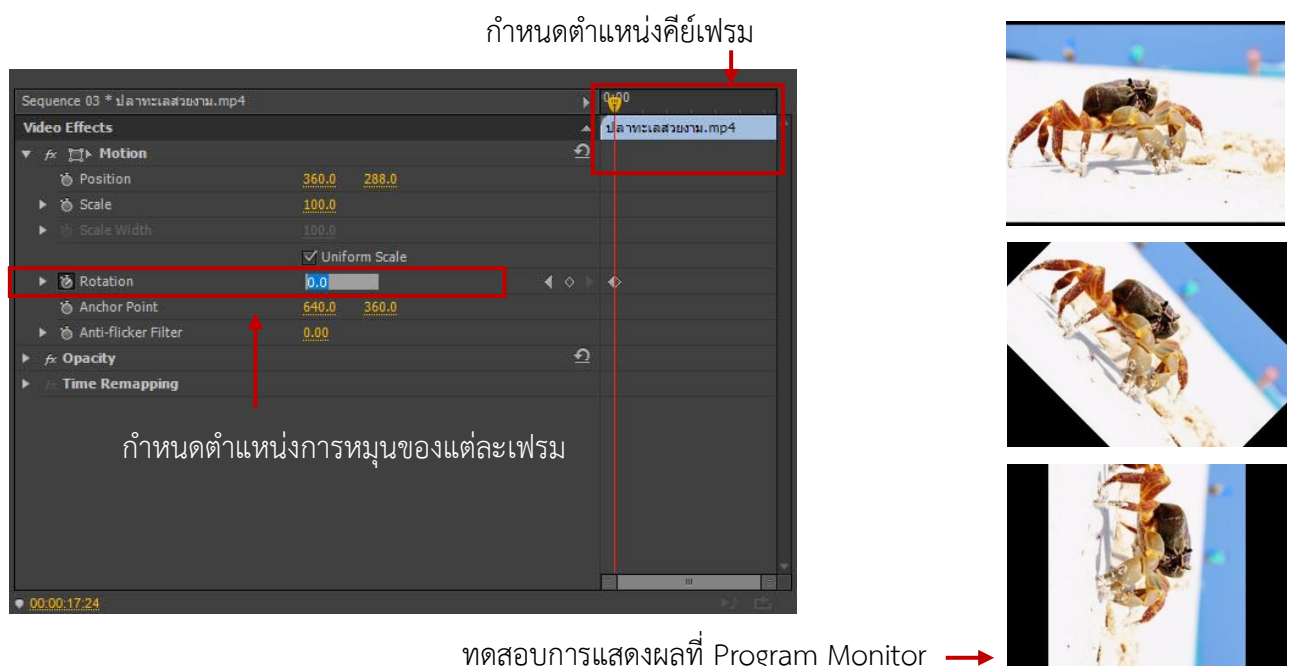 กำหนดตำแหน่งคีย์เฟรม
Sequence 03 * ปลาทะเลสวยงาม.mp4
0:00
Video Effects
ปลาทะเลสวยงาม.mp4
fx Motion
Position 360.0 288.0
Scale 100.0
Scale Width 100.0
Uniform Scale
Rotation 0.0
Anchor Point 640.0 360.0
Anti-flicker Filter 0.00
fx Opacity
fx Time Remapping
กำหนดตำแหน่งการหมุนของแต่ละเฟรม
00:00:17:24
ทดสอบการแสดงผลที่ Program Monitor